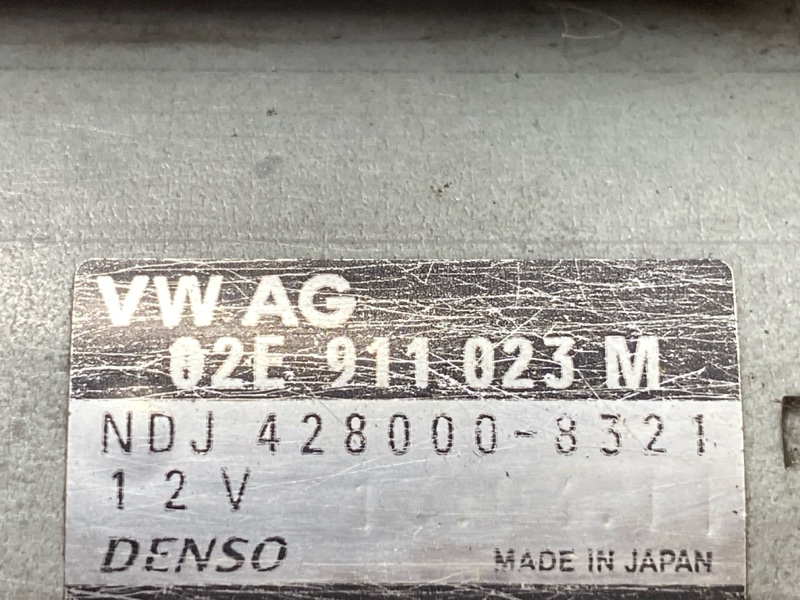 VW AG
02E 911 023 M
NDJ 428000-8321
12V
DENSO
MADE IN JAPAN